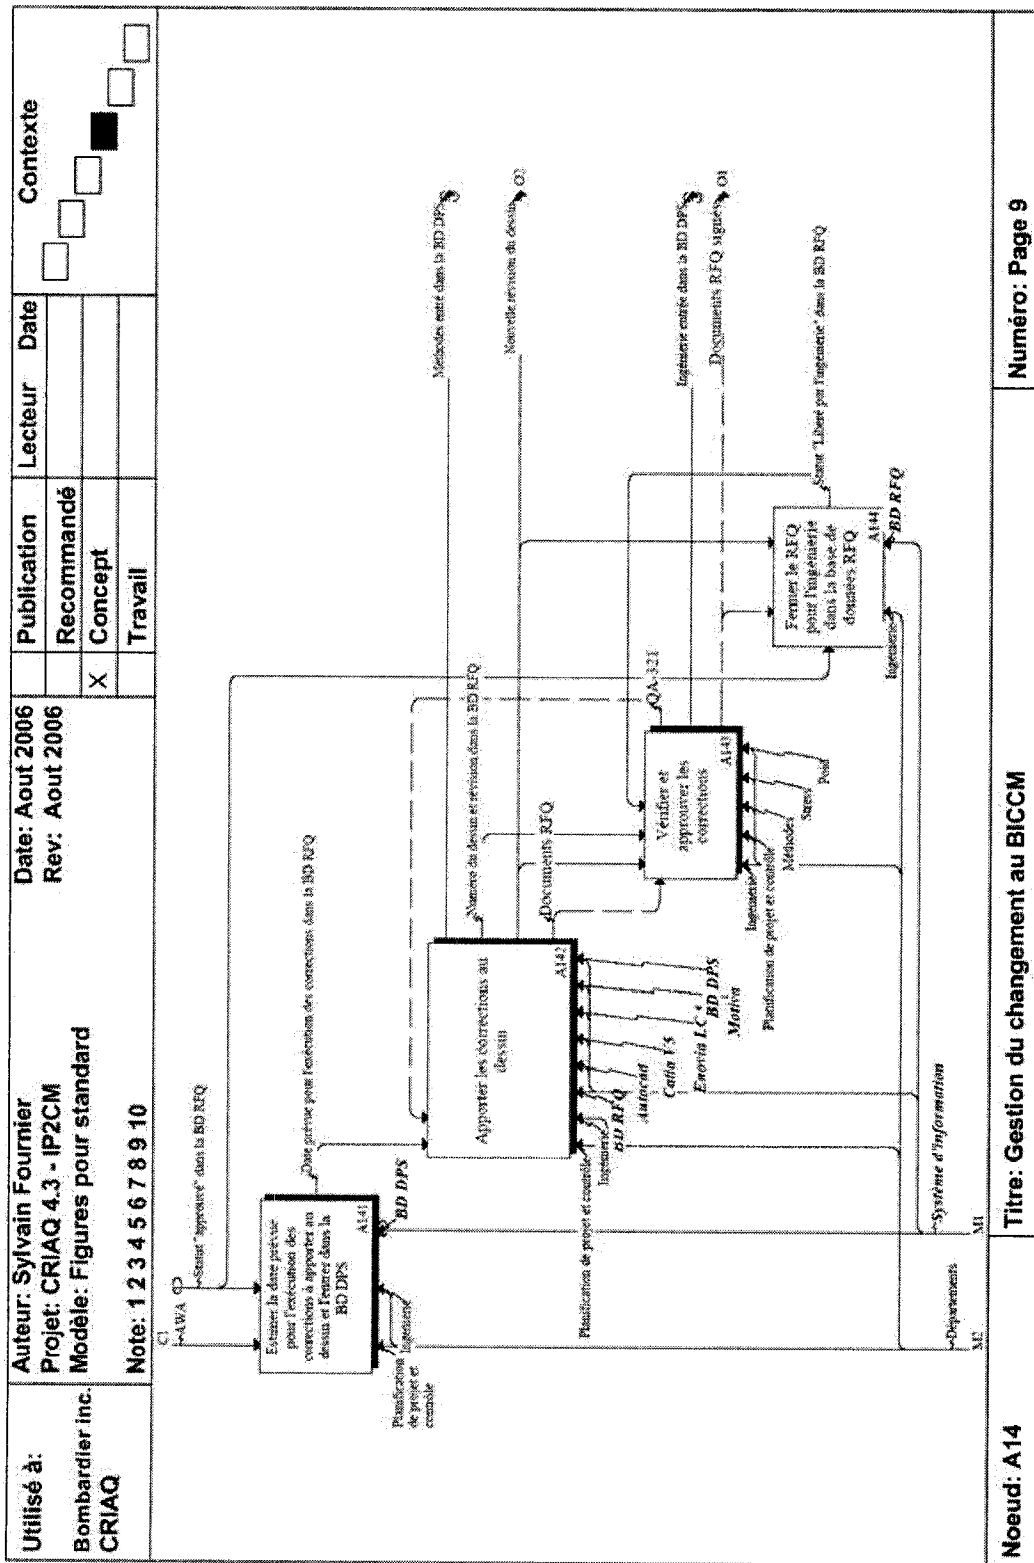 Utilisé à:
Bombardier inc.
CRIAQ
Auteur: Sylvain Fournier
Projet: CRIAQ 4.3 - IP2CM
Modèle: Figures pour standard
Note: 1 2 3 4 5 6 7 8 9 10
Date: Aout 2006
Rev: Aout 2006
Publication
Recommandé
X Concept
Travail
Lecteur Date
Contexte
C1
AWA
Statut "approuvé" dans la BD RFQ
Estimer la date prévue
pour l'exécution des
corrections à apporter au
dessin et l'entrer dans la
BD DPS
A141
BD DPS
Planification
de projet et
contrôle
Ingénierie
Date prévue pour l'exécution des corrections dans la BD RFQ
Apporter les corrections au
dessin
A142
Planification de projet et contrôle
Ingénierie
BD RFQ
Autocad
Catia V5
Enovia LC
BD DPS
Motiva
Méthodes entré dans la BD DPS
Numéro du dessin et révision dans la BD RFQ
Nouvelle révision du dessin
O2
Documents RFQ
QA-321
Vérifier et
approuver les
corrections
A143
Ingénierie
Planification de projet et contrôle
Méthodes
Stress
Poid
Ingénierie entrée dans la BD DPS
Documents RFQ signés
O1
Fermer le RFQ
pour l'ingénierie
dans la base de
données RFQ
A144
Ingénierie
BD RFQ
Statut "Libéré par l'ingénierie" dans la BD RFQ
Départements
M2
Système d'information
M1
Noeud: A14
Titre: Gestion du changement au BICCM
Numéro: Page 9